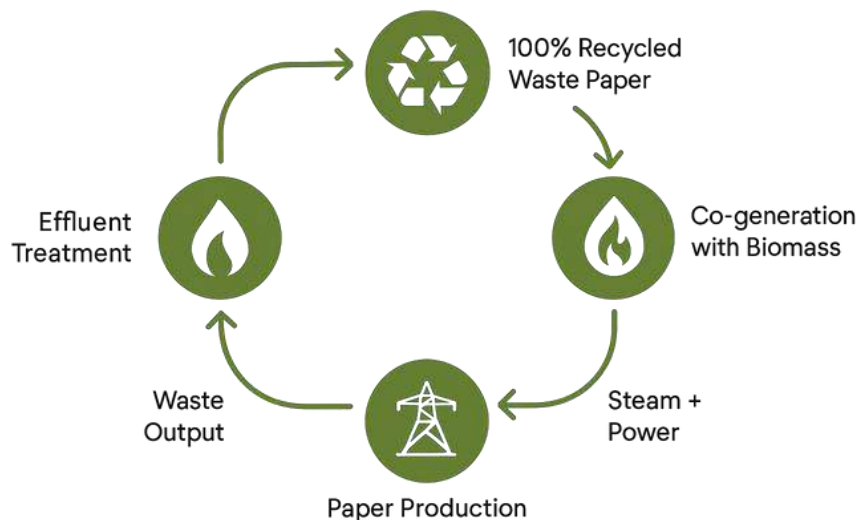 100% Recycled
Waste Paper
Effluent
Treatment
Co-generation
with Biomass
Waste
Output
Steam +
Power
Paper Production